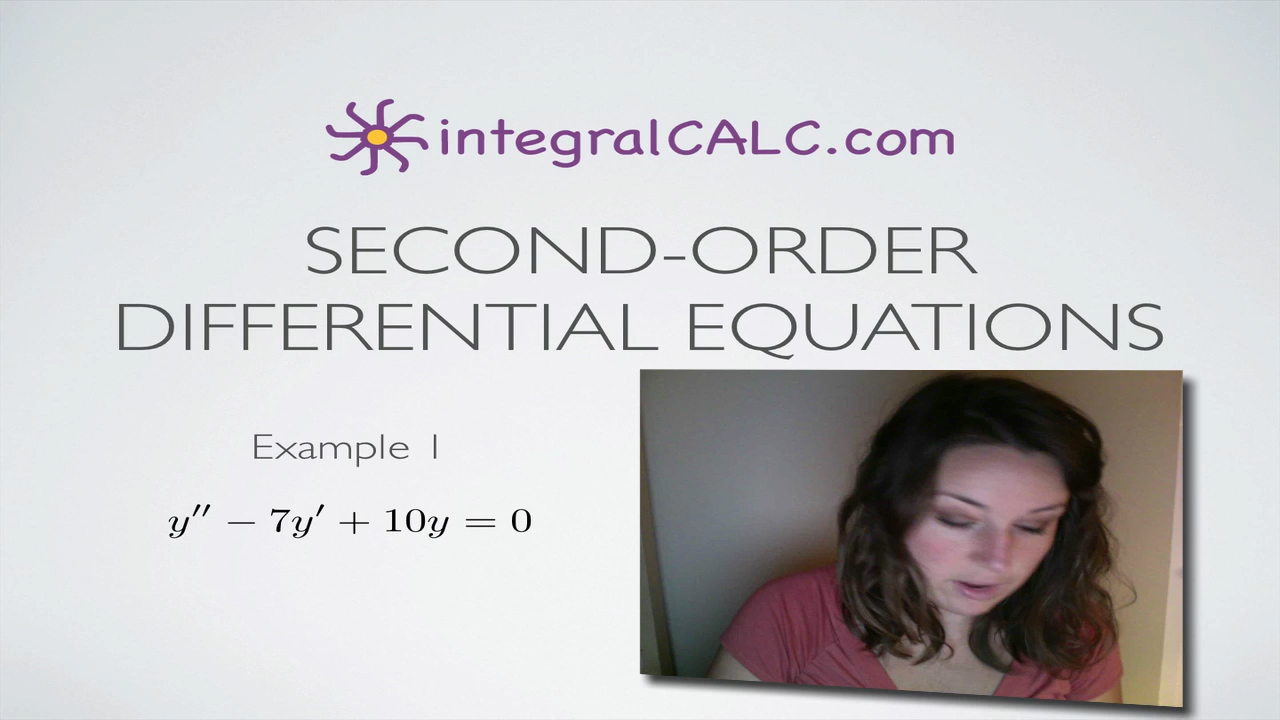 integralCALC.com
SECOND-ORDER
DIFFERENTIAL EQUATIONS
Example 1
y′′ − 7y′ + 10y = 0